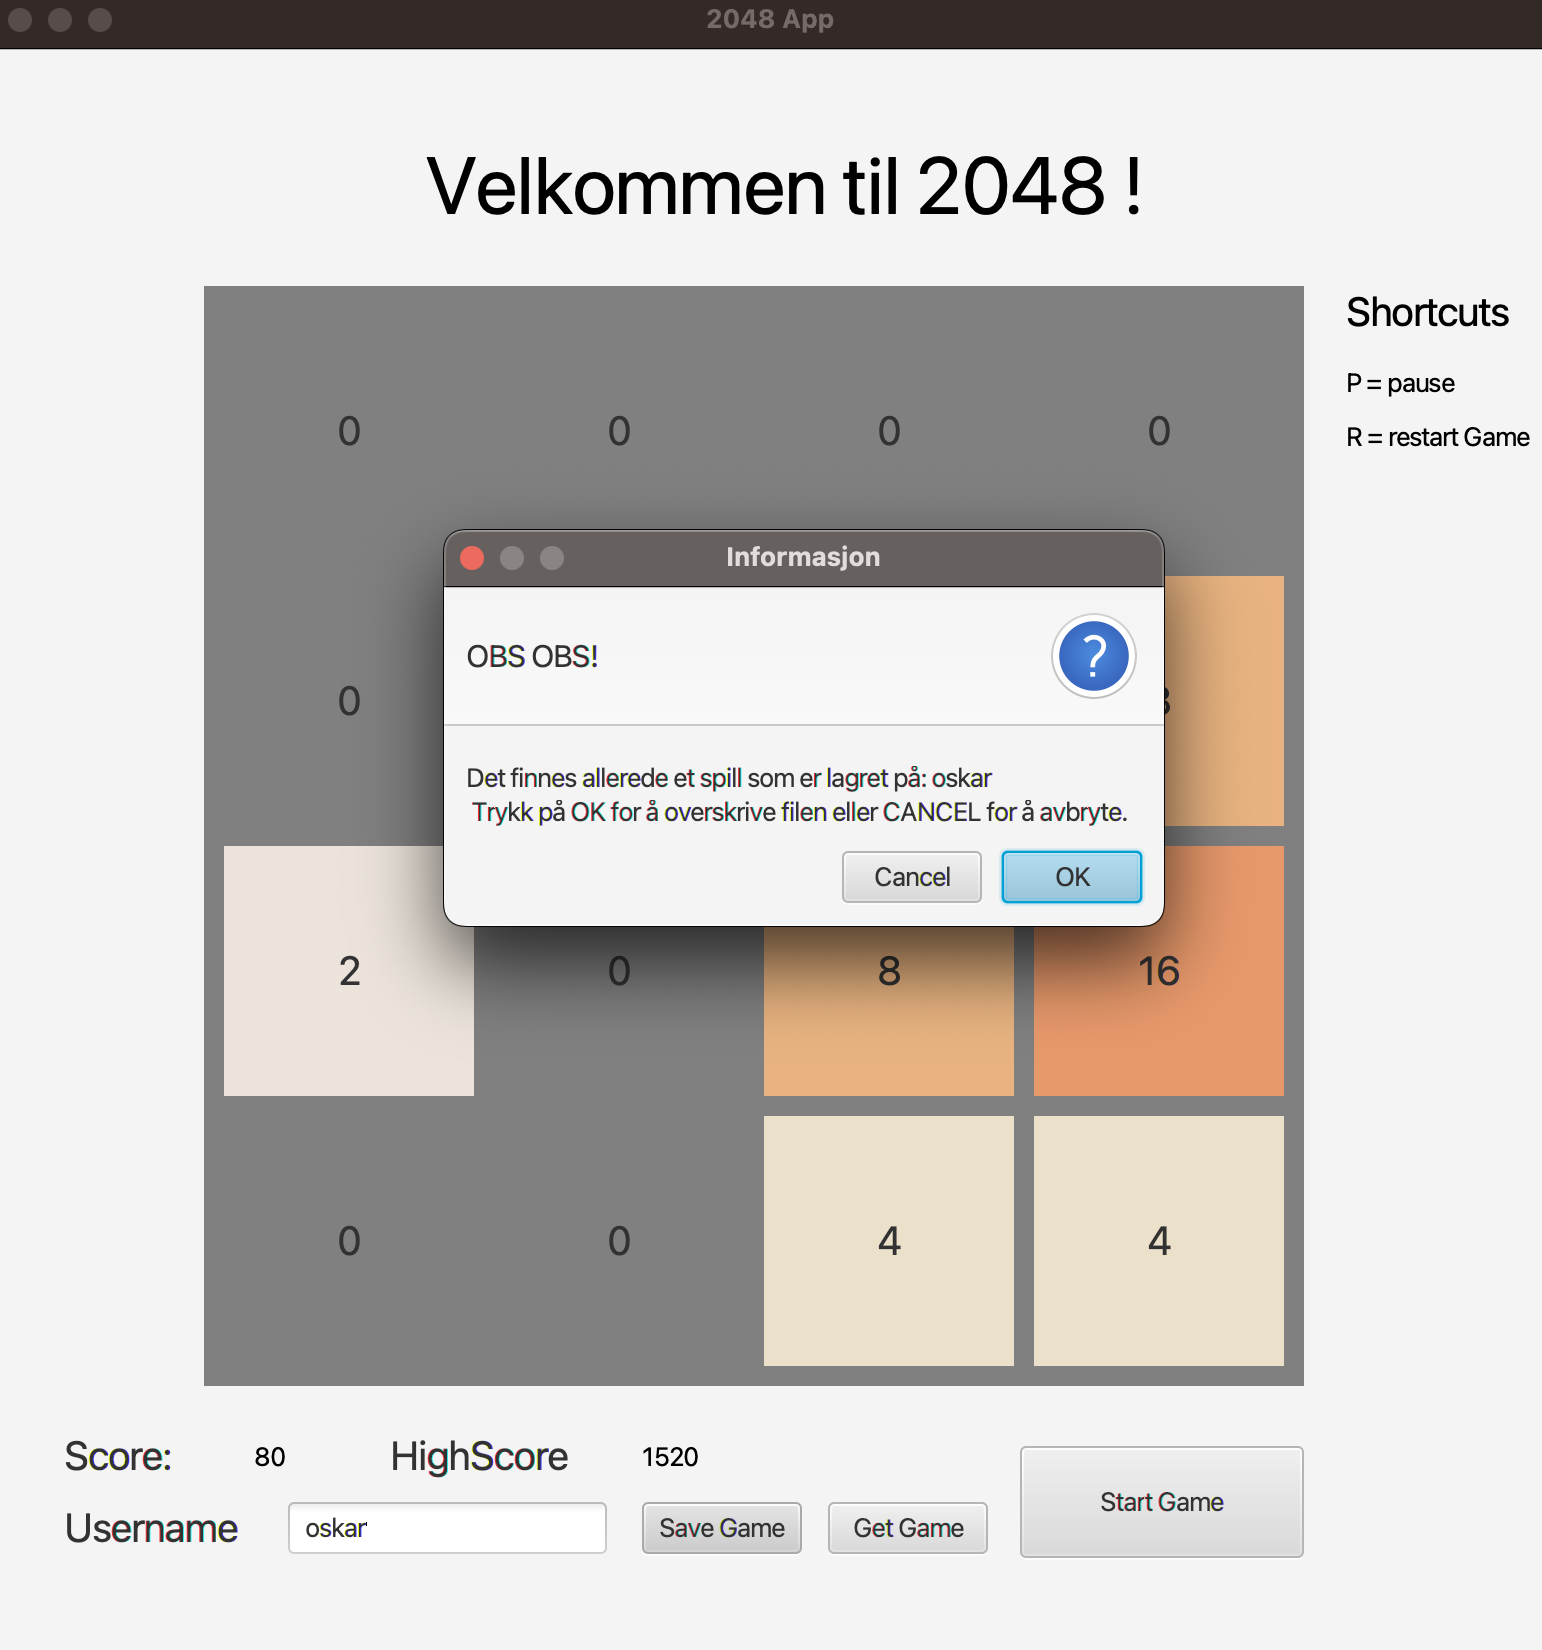 2048 App
Velkommen til 2048 !
Shortcuts
P = pause
R = restart Game
0 0 0 0
Informasjon
OBS OBS!
0
Det finnes allerede et spill som er lagret på: oskar
Trykk på OK for å overskrive filen eller CANCEL for å avbryte.
Cancel OK
2 0 8 16
0 0 4 4
Score: 80 HighScore 1520
Username oskar Save Game Get Game Start Game